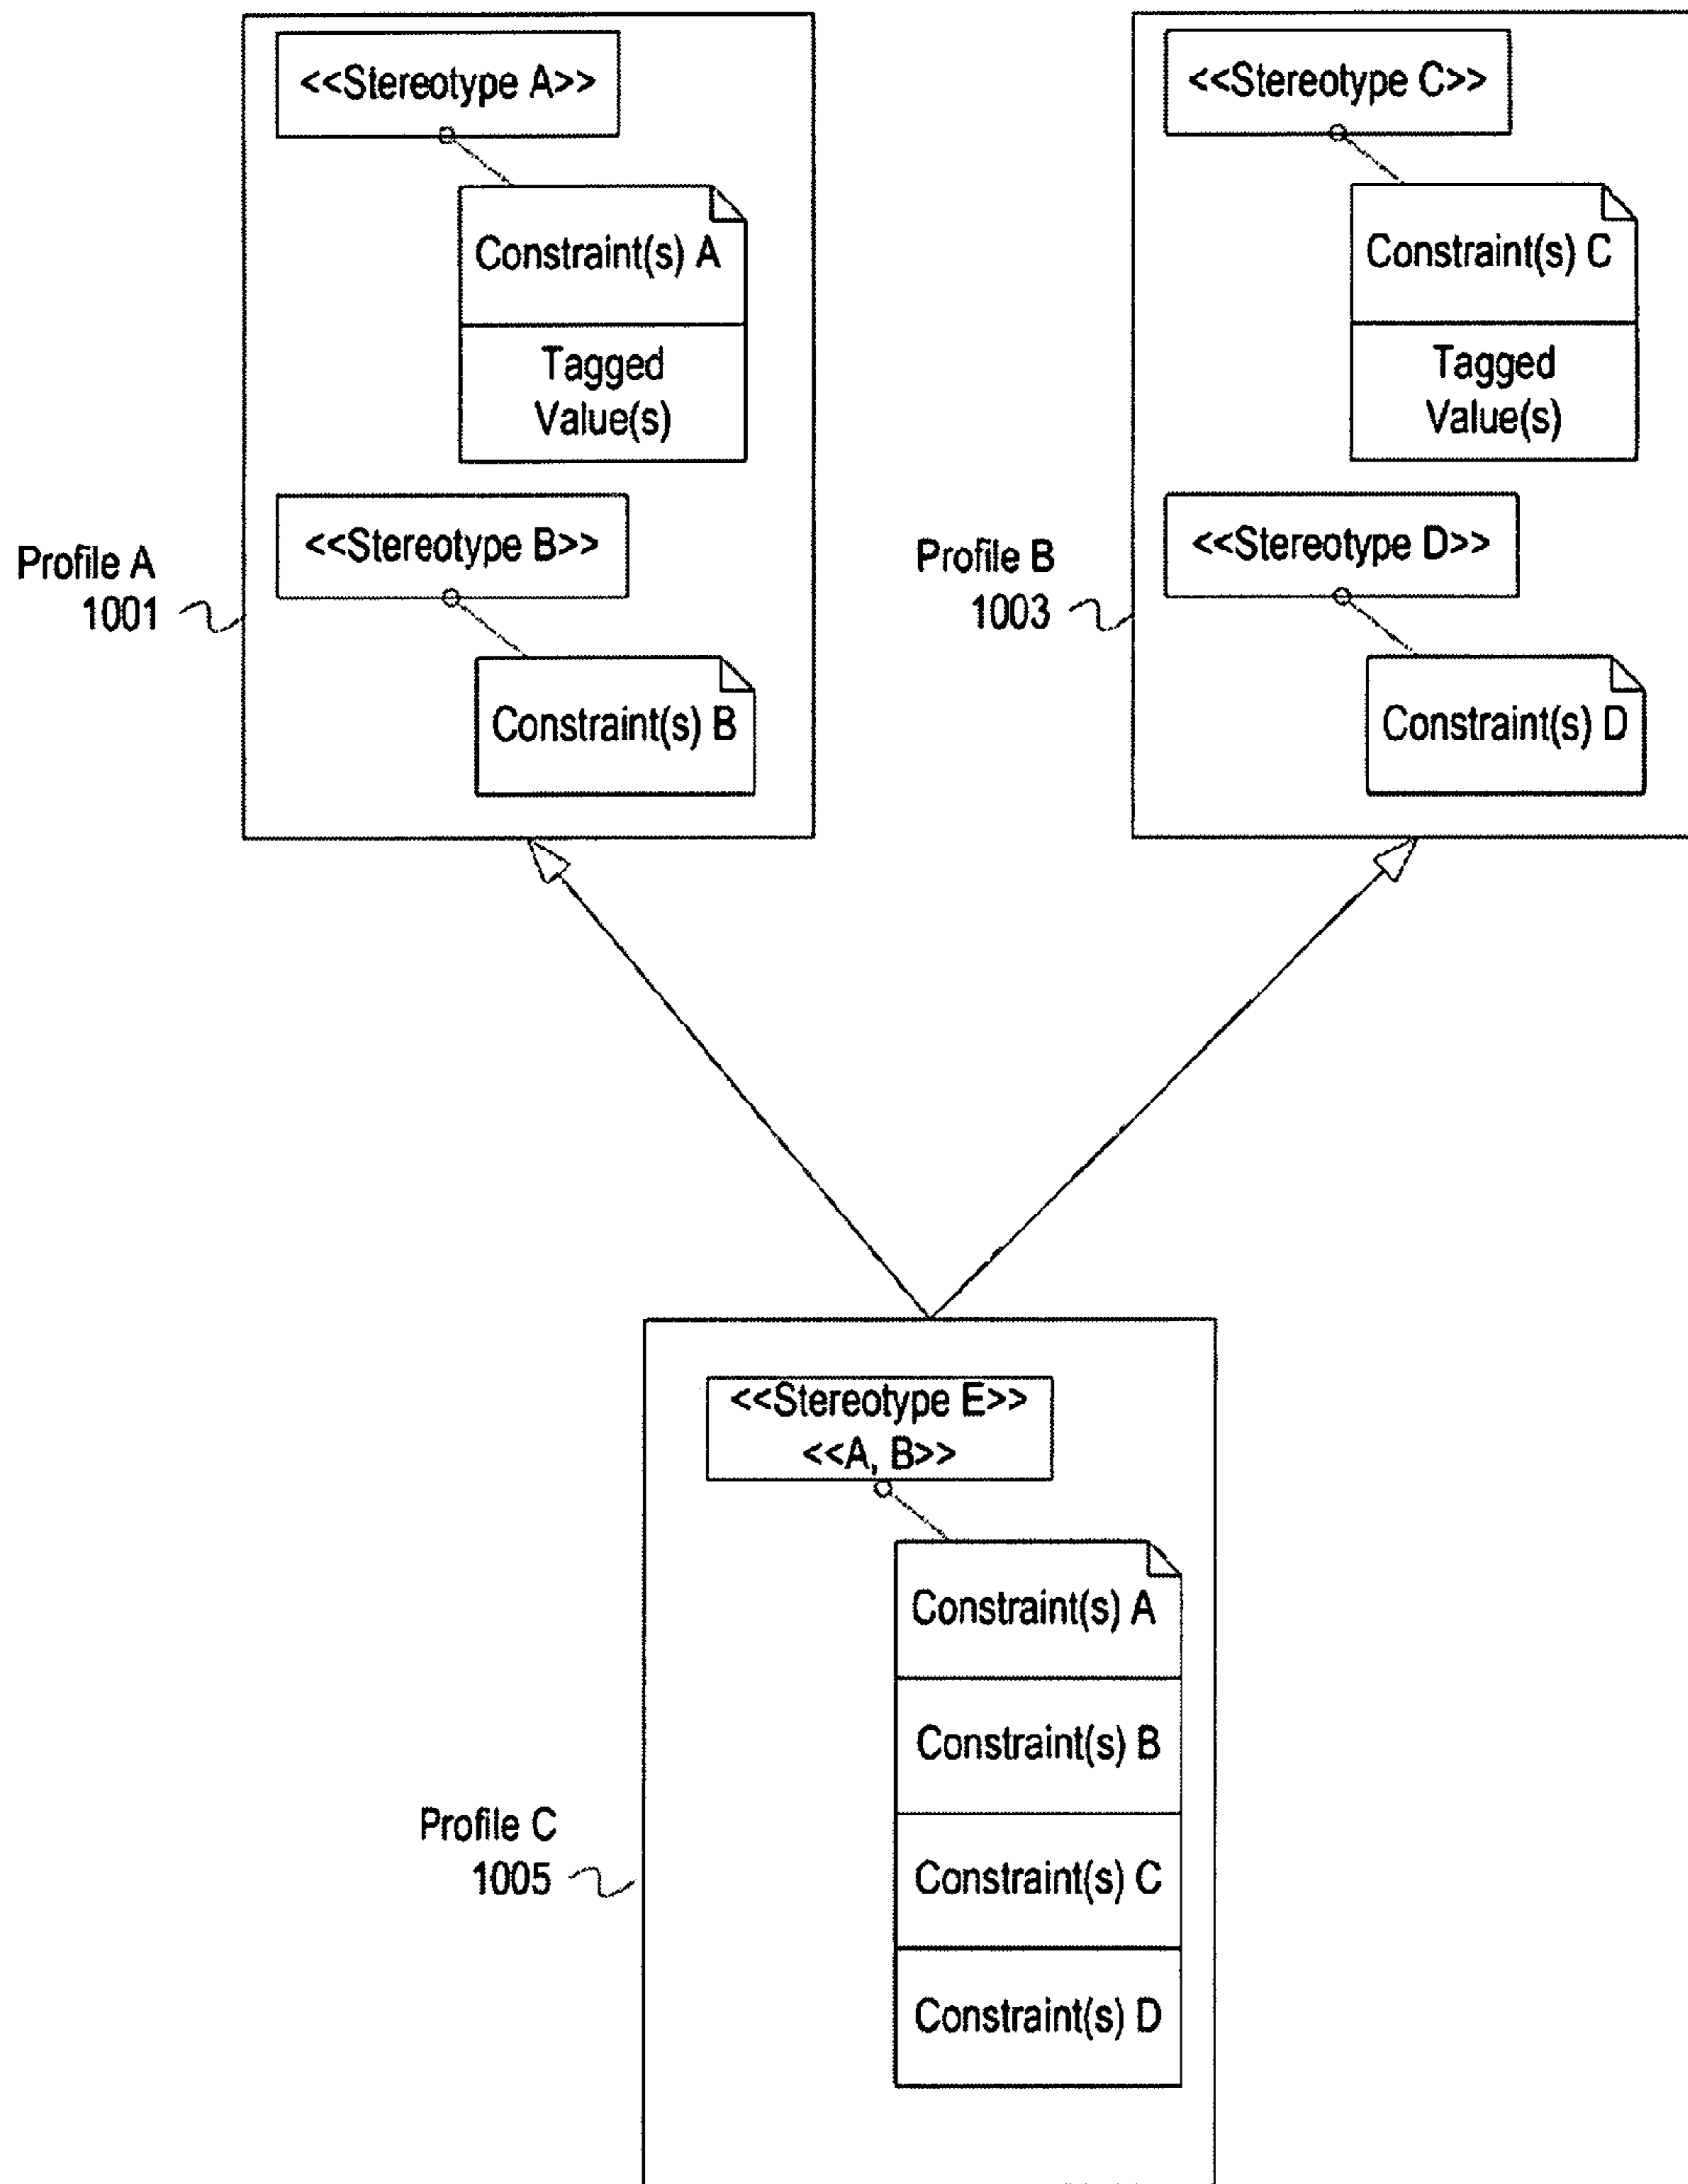 <<Stereotype A>>
Constraint(s) A
Tagged
Value(s)
<<Stereotype B>>
Constraint(s) B
Profile A
1001
<<Stereotype C>>
Constraint(s) C
Tagged
Value(s)
<<Stereotype D>>
Constraint(s) D
Profile B
1003
<<Stereotype E>>
<<A, B>>
Constraint(s) A
Constraint(s) B
Constraint(s) C
Constraint(s) D
Profile C
1005